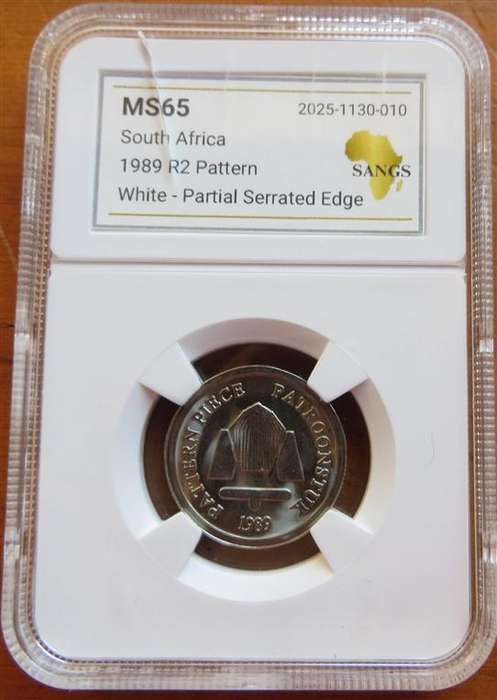 MS65
2025-1130-010
South Africa
1989 R2 Pattern
SANGS
White - Partial Serrated Edge
PATTERN PIECE PATROONSTUK
1989